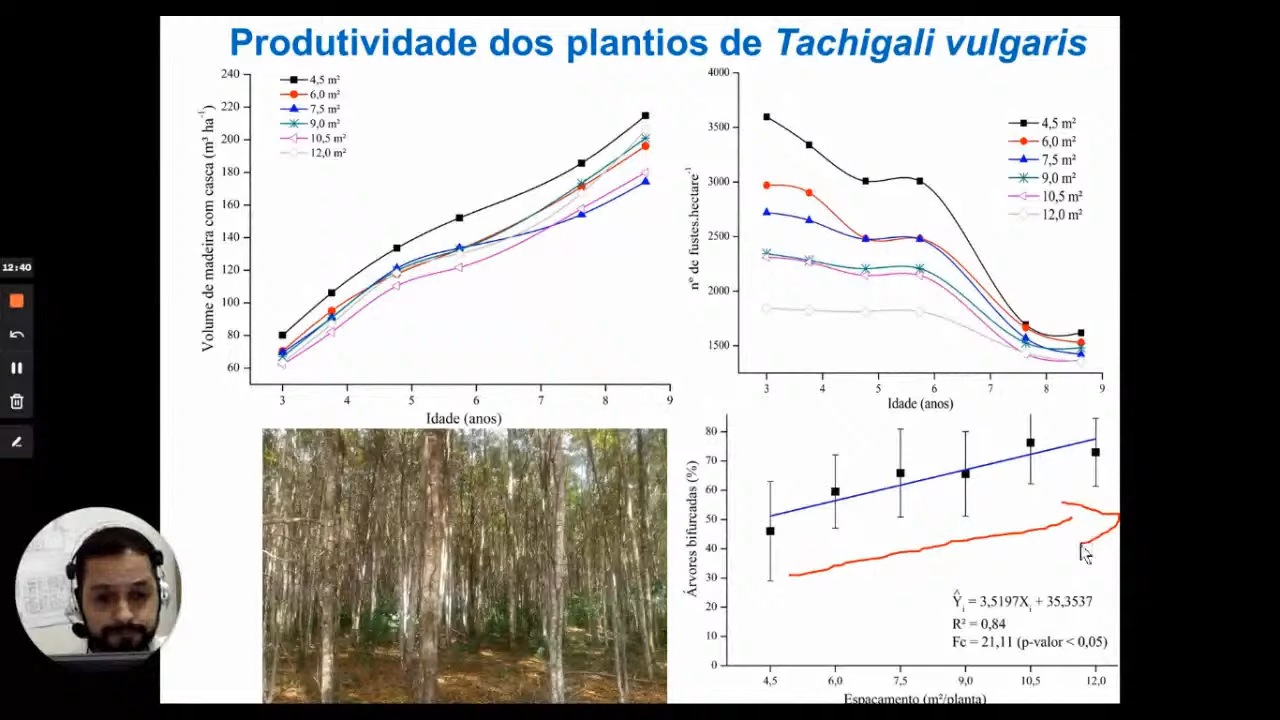 Produtividade dos plantios de Tachigali vulgaris
Volume de madeira com casca (m³ ha⁻¹)
240
220
200
180
160
140
120
100
80
60
4,5 m²
6,0 m²
7,5 m²
9,0 m²
10,5 m²
12,0 m²
3 4 5 6 7 8 9
Idade (anos)
nº de fustes.hectare⁻¹
4000
3500
3000
2500
2000
1500
4,5 m²
6,0 m²
7,5 m²
9,0 m²
10,5 m²
12,0 m²
3 4 5 6 7 8 9
Idade (anos)
12:40
Árvores bifurcadas (%)
80
70
60
50
40
30
20
10
0
Ŷᵢ = 3,5197Xᵢ + 35,3537
R² = 0,84
Fc = 21,11 (p-valor < 0,05)
4,5 6,0 7,5 9,0 10,5 12,0
Espaçamento (m²/planta)